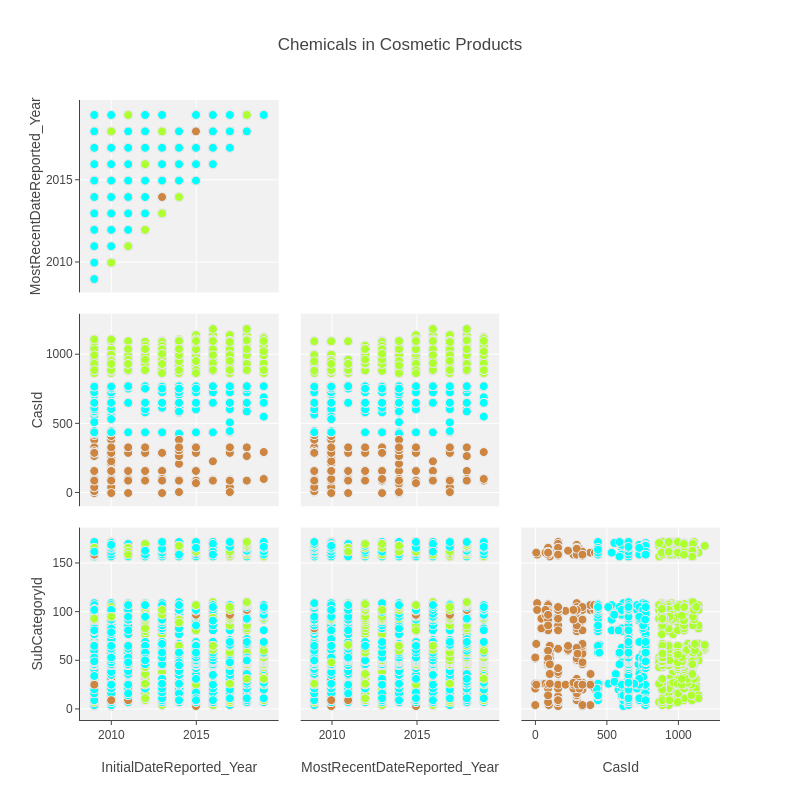 Chemicals in Cosmetic Products
MostRecentDateReported_Year
2015
2010
CasId
1000
500
0
SubCategoryId
150
100
50
0
2010
2015
2010
2015
0
500
1000
InitialDateReported_Year
MostRecentDateReported_Year
CasId